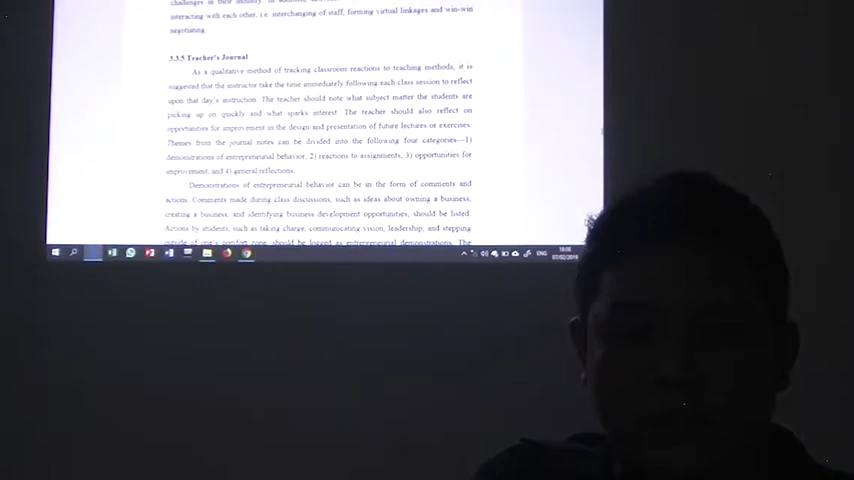 challenges in their industry. In addition,
interacting with each other, i.e. interchanging of staff, forming virtual linkages and win-win
negotiating.
3.3.5 Teacher's Journal
As a qualitative method of tracking classroom reactions to teaching methods, it is
suggested that the instructor take the time immediately following each class session to reflect
upon that day's instruction. The teacher should note what subject matter the students are
picking up on quickly and what sparks interest. The teacher should also reflect on
opportunities for improvement in the design and presentation of future lectures or exercises.
Themes from the journal notes can be divided into the following four categories—1)
demonstrations of entrepreneurial behavior, 2) reactions to assignments, 3) opportunities for
improvement, and 4) general reflections.
Demonstrations of entrepreneurial behavior can be in the form of comments and
actions. Comments made during class discussions, such as ideas about owning a business,
creating a business, and identifying business development opportunities, should be listed.
Actions by students, such as taking charge, communicating vision, leadership, and stepping
outside of one's comfort zone, should be logged as entrepreneurial demonstrations. The
ENG
07/02/2019